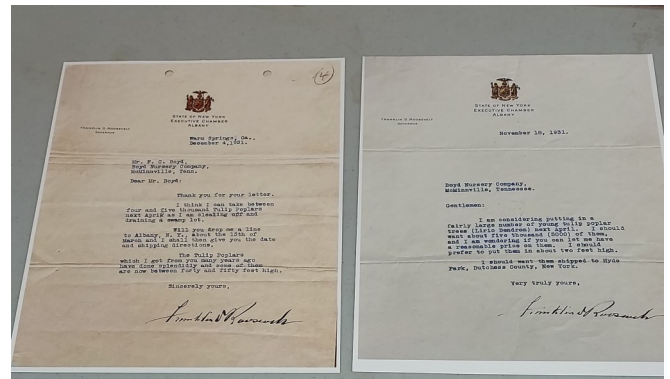 (4)
STATE OF NEW YORK
EXECUTIVE CHAMBER
ALBANY
FRANKLIN D. ROOSEVELT
GOVERNOR
Warm Springs, Ga.,
December 4, 1931.
Mr. F. C. Boyd,
Boyd Nursery Company,
McMinnville, Tenn.
Dear Mr. Boyd:
Thank you for your letter.
I think I can take between
four and five thousand Tulip Poplars
next April as I am clearing off and
draining a swamp lot.
Will you drop me a line
to Albany, N. Y., about the 15th of
March and I shall then give you the date
and shipping directions.
The Tulip Poplars
which I got from you many years ago
have done splendidly and some of them
are now between forty and fifty feet high.
Sincerely yours,
Franklin D Roosevelt
STATE OF NEW YORK
EXECUTIVE CHAMBER
ALBANY
FRANKLIN D. ROOSEVELT
GOVERNOR
November 18, 1931.
Boyd Nursery Company,
McMinnville, Tennessee.
Gentlemen:
I am considering putting in a
fairly large number of young tulip poplar
trees (Lirio Dendron) next April. I should
want about five thousand (5000) of them,
and I am wondering if you can let me have
a reasonable price on them. I should
prefer to put them in about two feet high.
I should want them shipped to Hyde
Park, Dutchess County, New York.
Very truly yours,
Franklin D Roosevelt